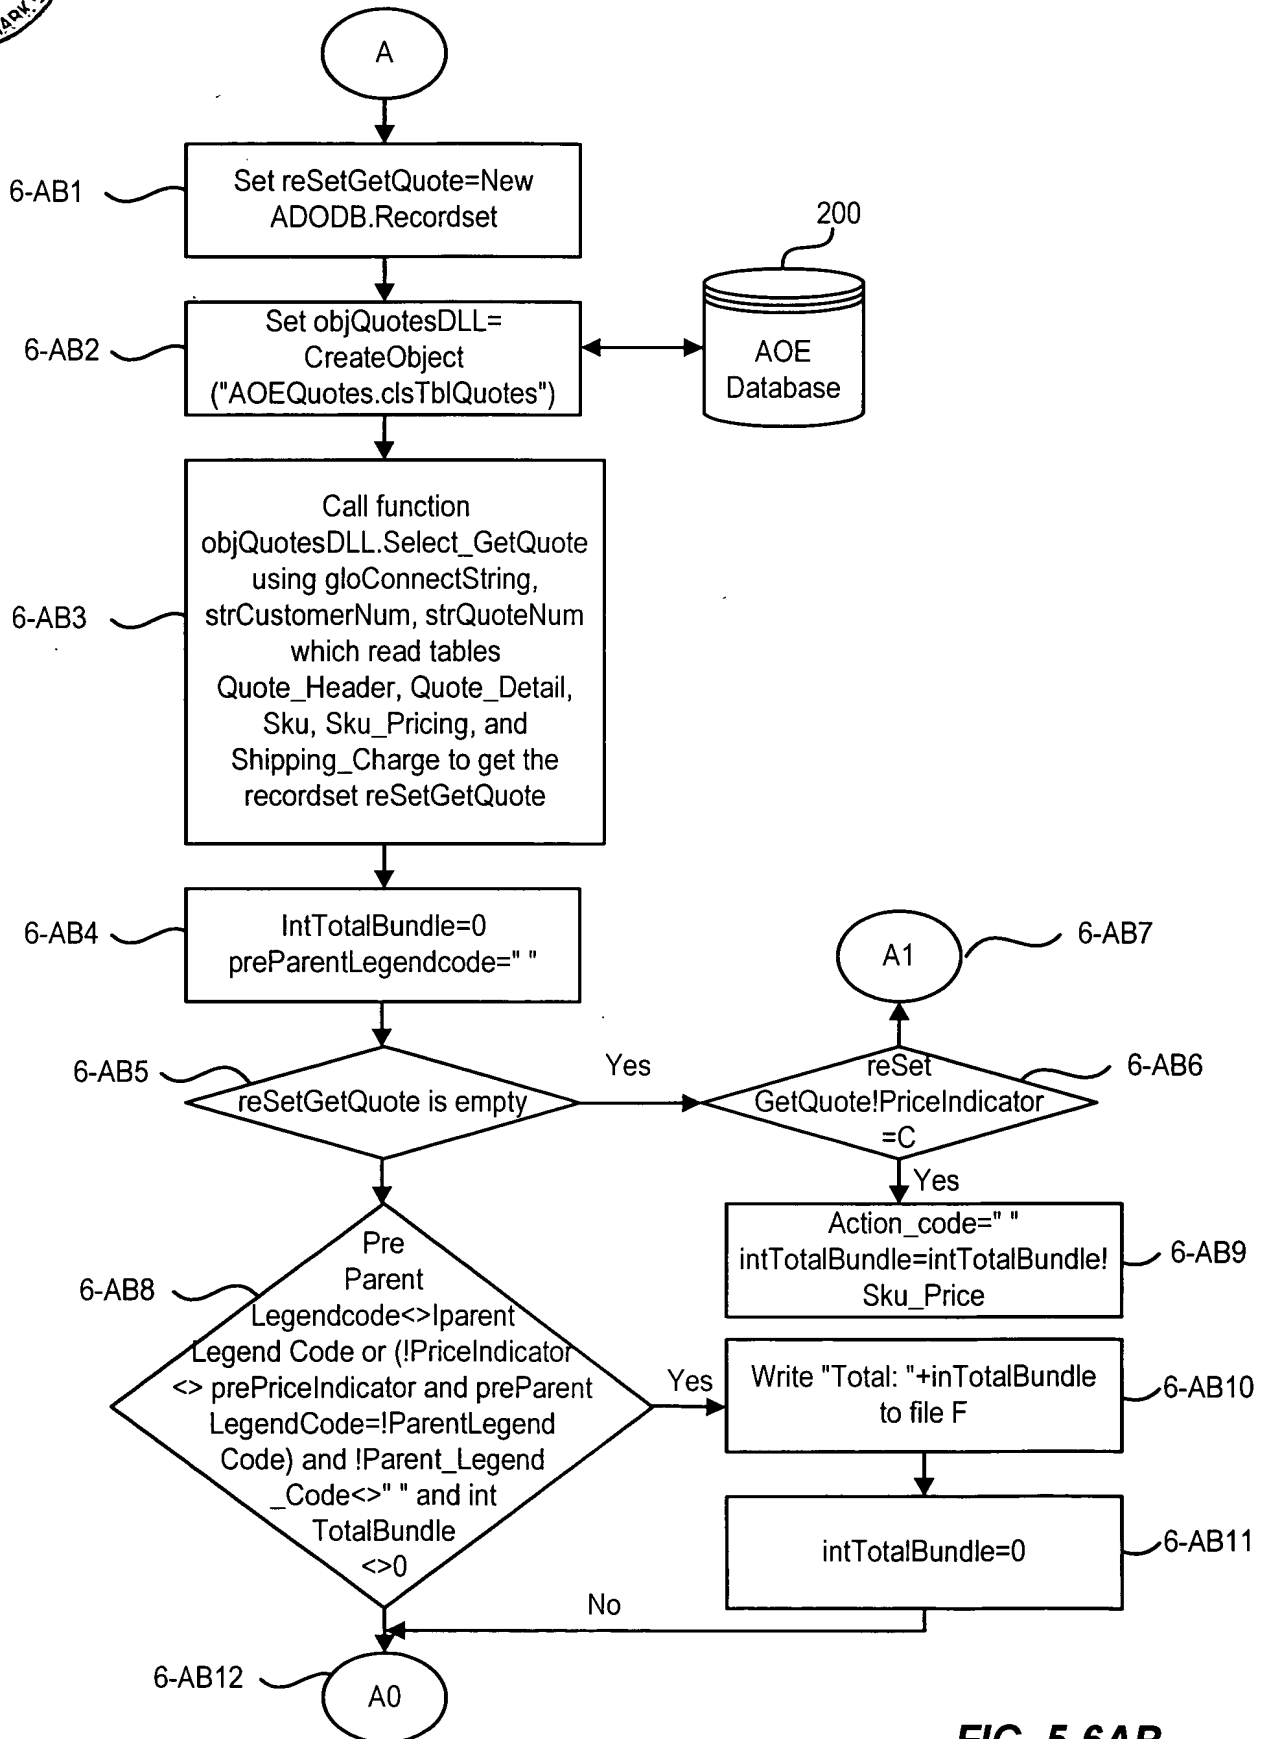 A
6-AB1
Set reSetGetQuote=New
ADODB.Recordset
200
6-AB2
Set objQuotesDLL=
CreateObject
("AOEQuotes.clsTblQuotes")
AOE
Database
6-AB3
Call function
objQuotesDLL.Select_GetQuote
using gloConnectString,
strCustomerNum, strQuoteNum
which read tables
Quote_Header, Quote_Detail,
Sku, Sku_Pricing, and
Shipping_Charge to get the
recordset reSetGetQuote
6-AB4
IntTotalBundle=0
preParentLegendcode=" "
A1
6-AB7
6-AB5
reSetGetQuote is empty
Yes
reSet
GetQuote!PriceIndicator
=C
6-AB6
Yes
6-AB8
Pre
Parent
Legendcode<>Iparent
Legend Code or (!PriceIndicator
<> prePriceIndicator and preParent
LegendCode=!ParentLegend
Code) and !Parent_Legend
_Code<>" " and int
TotalBundle
<>0
Action_code=" "
intTotalBundle=intTotalBundle!
Sku_Price
6-AB9
Yes
Write "Total: "+inTotalBundle
to file F
6-AB10
intTotalBundle=0
6-AB11
No
6-AB12
A0
FIG. 5-6AB